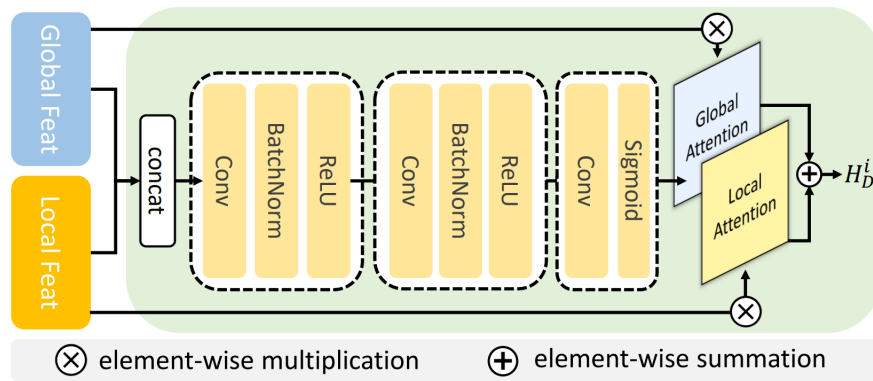 Global Feat
Local Feat
concat
Conv
BatchNorm
ReLU
Conv
BatchNorm
ReLU
Conv
Sigmoid
Global
Attention
Local
Attention
H_D^i
element-wise multiplication
element-wise summation